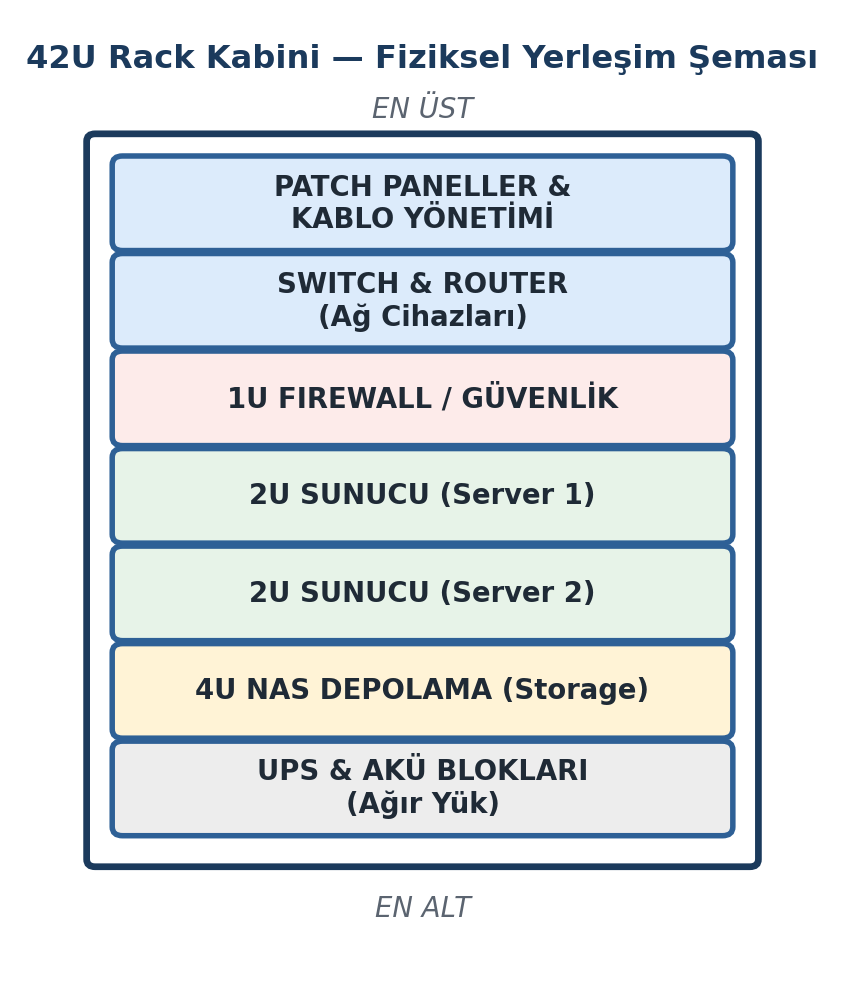 42U Rack Kabini — Fiziksel Yerleşim Şeması
EN ÜST
PATCH PANELLER &
KABLO YÖNETİMİ
SWITCH & ROUTER
(Ağ Cihazları)
1U FIREWALL / GÜVENLİK
2U SUNUCU (Server 1)
2U SUNUCU (Server 2)
4U NAS DEPOLAMA (Storage)
UPS & AKÜ BLOKLARI
(Ağır Yük)
EN ALT